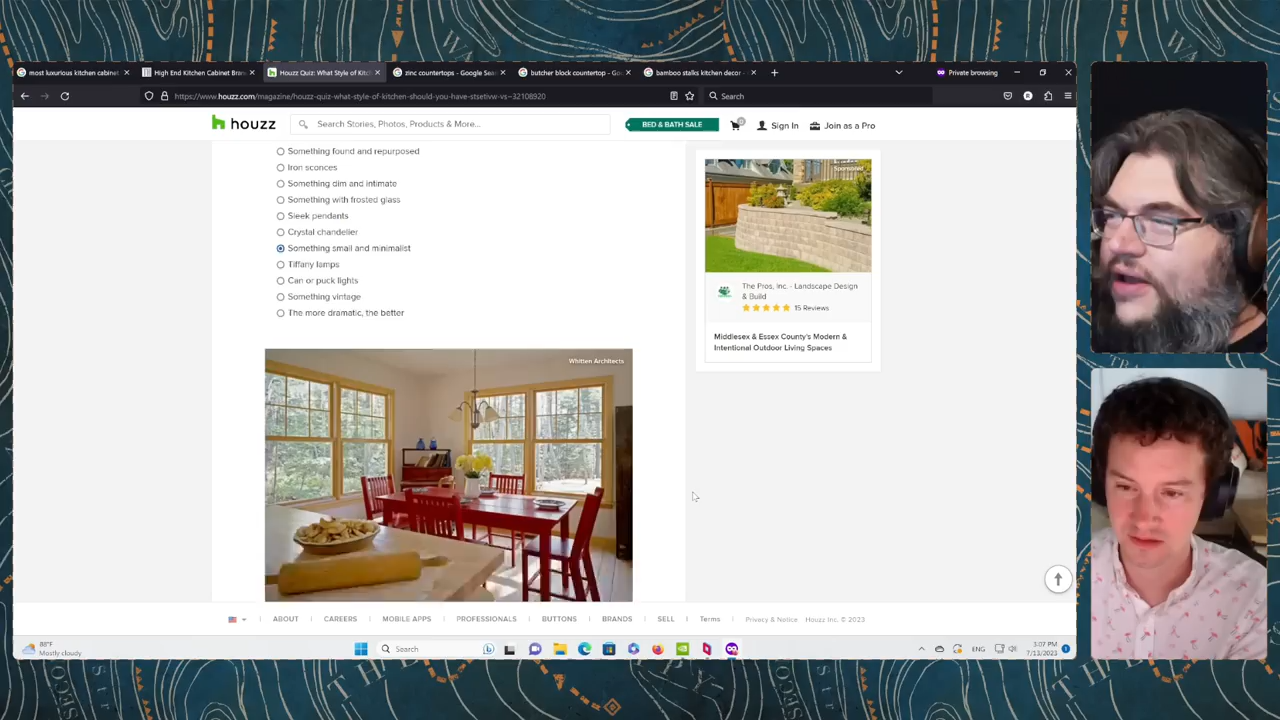 most luxurious kitchen cabinet
High End Kitchen Cabinet Bran
Houzz Quiz: What Style of Kitc
zinc countertops - Google Sea
butcher block countertop - Go
bamboo stalks kitchen decor -
Private browsing
https://www.houzz.com/magazine/houzz-quiz-what-style-of-kitchen-should-you-have-stsetivw-vs~32108920
Search
houzz
Search Stories, Photos, Products & More...
BED & BATH SALE
0
Sign In
Join as a Pro
Something found and repurposed
Iron sconces
Something dim and intimate
Something with frosted glass
Sleek pendants
Crystal chandelier
Something small and minimalist
Tiffany lamps
Can or puck lights
Something vintage
The more dramatic, the better
Whitten Architects
Sponsored
The Pros, Inc. - Landscape Design
& Build
15 Reviews
Middlesex & Essex County's Modern &
Intentional Outdoor Living Spaces
ABOUT
CAREERS
MOBILE APPS
PROFESSIONALS
BUTTONS
BRANDS
SELL
Terms
Privacy & Notice
Houzz Inc. © 2023
88°F
Mostly cloudy
Search
ENG
3:07 PM
7/13/2023